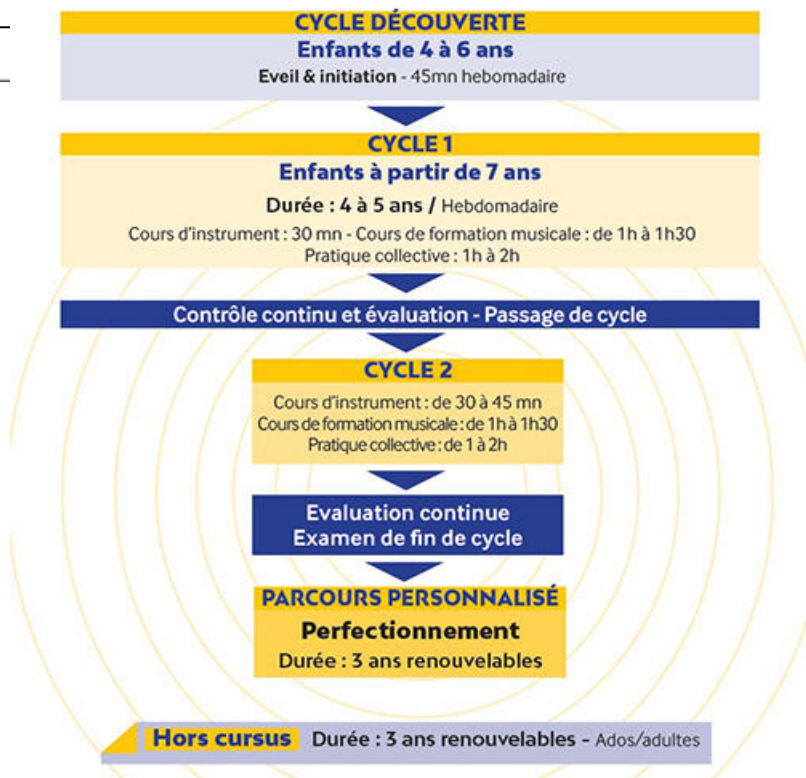 CYCLE DÉCOUVERTE
Enfants de 4 à 6 ans
Eveil & initiation - 45mn hebomadaire
CYCLE 1
Enfants à partir de 7 ans
Durée : 4 à 5 ans / Hebdomadaire
Cours d'instrument : 30 mn - Cours de formation musicale : de 1h à 1h30
Pratique collective : 1h à 2h
Contrôle continu et évaluation - Passage de cycle
CYCLE 2
Cours d'instrument : de 30 à 45 mn
Cours de formation musicale : de 1h à 1h30
Pratique collective : de 1 à 2h
Evaluation continue
Examen de fin de cycle
PARCOURS PERSONNALISÉ
Perfectionnement
Durée : 3 ans renouvelables
Hors cursus Durée : 3 ans renouvelables - Ados/adultes